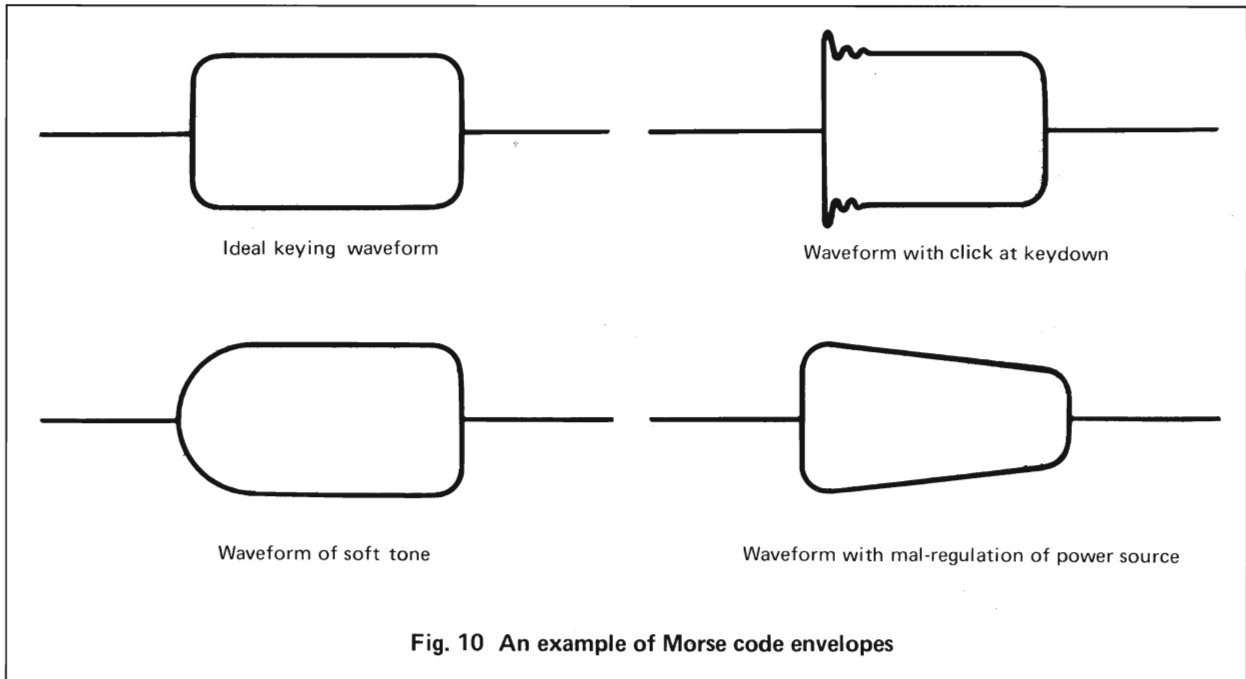 Ideal keying waveform
Waveform with click at keydown
Waveform of soft tone
Waveform with mal-regulation of power source
Fig. 10 An example of Morse code envelopes